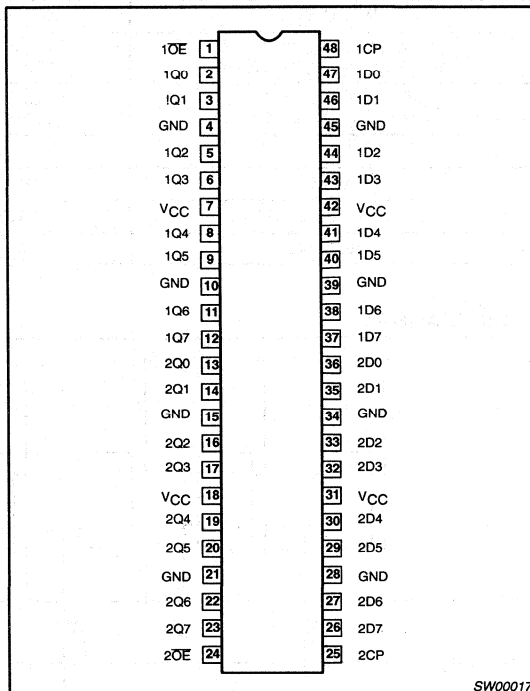 1O̅E̅ 1 48 1CP
1Q0 2 47 1D0
!Q1 3 46 1D1
GND 4 45 GND
1Q2 5 44 1D2
1Q3 6 43 1D3
VCC 7 42 VCC
1Q4 8 41 1D4
1Q5 9 40 1D5
GND 10 39 GND
1Q6 11 38 1D6
1Q7 12 37 1D7
2Q0 13 36 2D0
2Q1 14 35 2D1
GND 15 34 GND
2Q2 16 33 2D2
2Q3 17 32 2D3
VCC 18 31 VCC
2Q4 19 30 2D4
2Q5 20 29 2D5
GND 21 28 GND
2Q6 22 27 2D6
2Q7 23 26 2D7
2O̅E̅ 24 25 2CP
SW00017